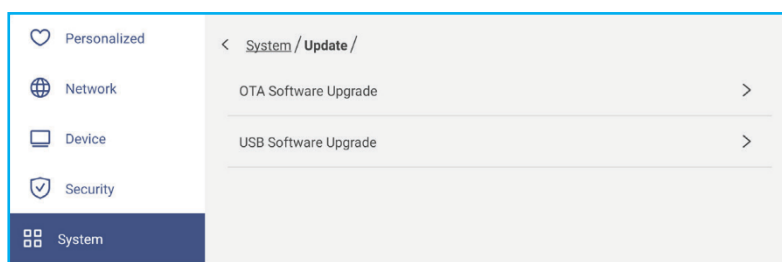 Personalized
Network
Device
Security
System
< System / Update /
OTA Software Upgrade >
USB Software Upgrade >